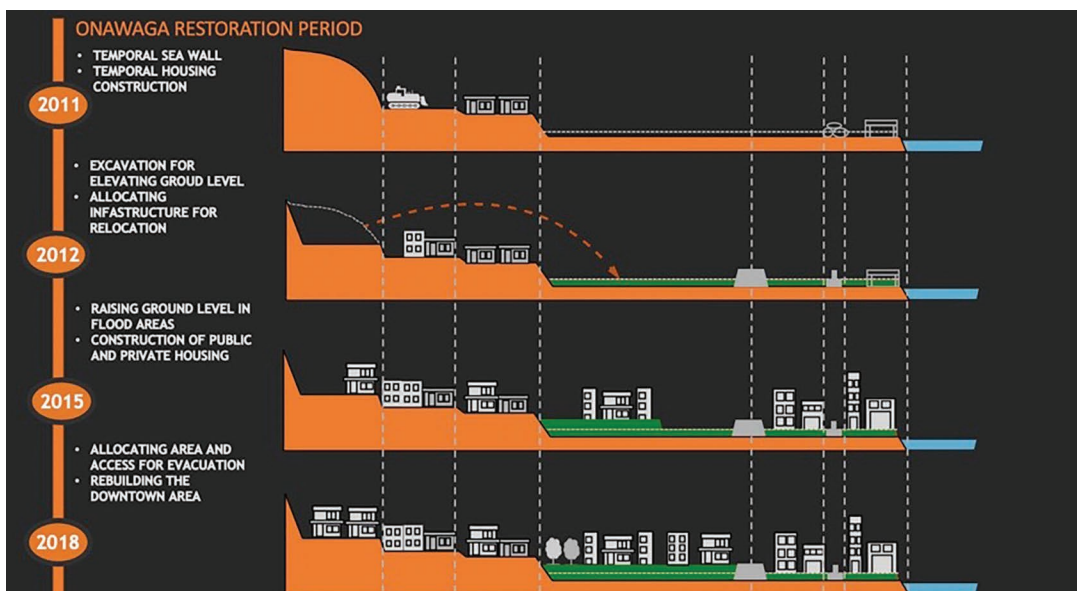 ONAWAGA RESTORATION PERIOD
• TEMPORAL SEA WALL
• TEMPORAL HOUSING
CONSTRUCTION
2011
• EXCAVATION FOR
ELEVATING GROUD LEVEL
• ALLOCATING
INFASTRUCTURE FOR
RELOCATION
2012
• RAISING GROUND LEVEL IN
FLOOD AREAS
• CONSTRUCTION OF PUBLIC
AND PRIVATE HOUSING
2015
• ALLOCATING AREA AND
ACCESS FOR EVACUATION
• REBUILDING THE
DOWNTOWN AREA
2018